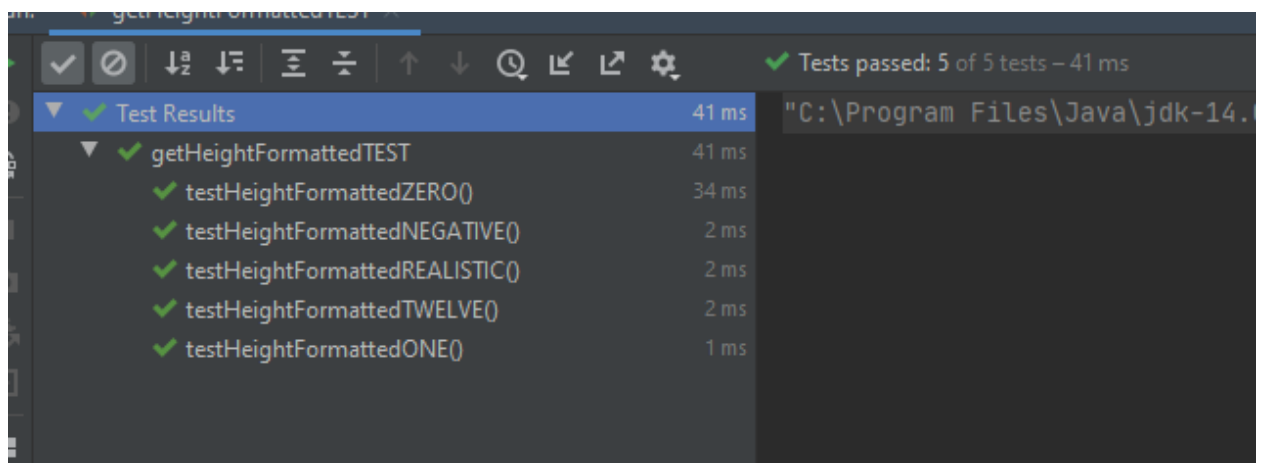 getHeightFormattedTEST
Tests passed: 5 of 5 tests – 41 ms
Test Results 41 ms
"C:\Program Files\Java\jdk-14.
getHeightFormattedTEST 41 ms
testHeightFormattedZERO() 34 ms
testHeightFormattedNEGATIVE() 2 ms
testHeightFormattedREALISTIC() 2 ms
testHeightFormattedTWELVE() 2 ms
testHeightFormattedONE() 1 ms